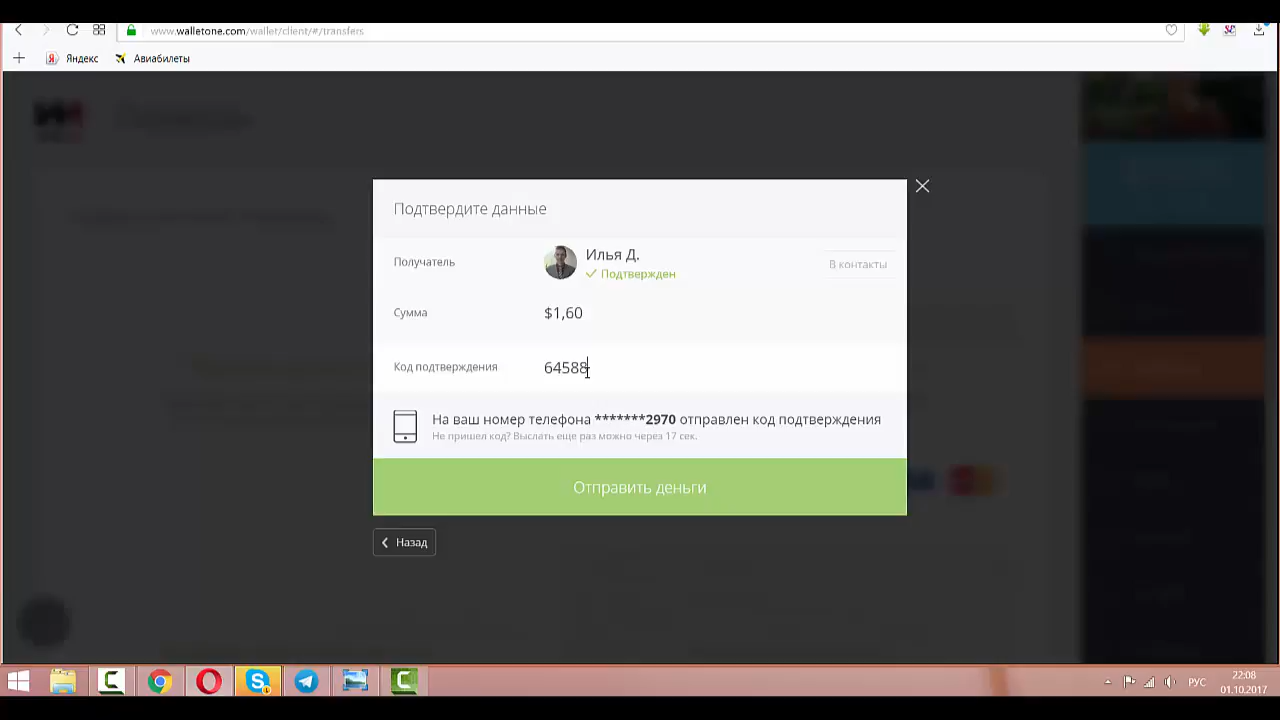 www.walletone.com/wallet/client/#/transfers
Яндекс Авиабилеты
Подтвердите данные
Получатель
Илья Д.
Подтвержден
В контакты
Сумма
$1,60
Код подтверждения
64588
На ваш номер телефона *******2970 отправлен код подтверждения
Не пришел код? Выслать еще раз можно через 17 сек.
Отправить деньги
Назад
РУС
22:08
01.10.2017